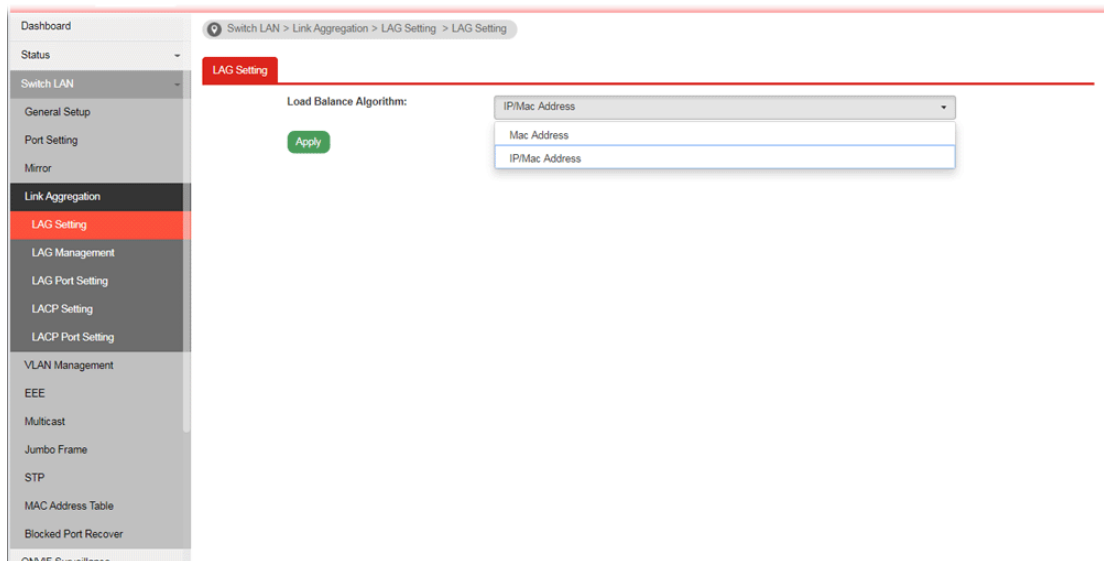 Dashboard
Status
Switch LAN
General Setup
Port Setting
Mirror
Link Aggregation
LAG Setting
LAG Management
LAG Port Setting
LACP Setting
LACP Port Setting
VLAN Management
EEE
Multicast
Jumbo Frame
STP
MAC Address Table
Blocked Port Recover
ONVIF Surveillance
Switch LAN > Link Aggregation > LAG Setting > LAG Setting
LAG Setting
Load Balance Algorithm:
IP/Mac Address
Mac Address
IP/Mac Address
Apply